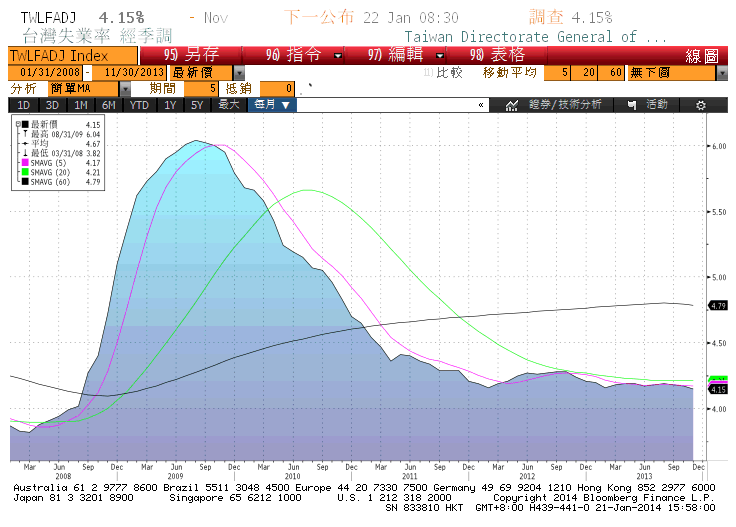 TWLFADJ 4.15% - Nov 下一公布 22 Jan 08:30 調查 4.15%
台灣失業率 經季調 Taiwan Directorate General of ...
TWLFADJ Index 95) 另存 96) 指令 97) 編輯 98) 表格 線圖
01/31/2008 - 11/30/2013 最新價 比較 移動平均 5 20 60 無下圖
分析 簡單MA 期間 5 抵銷 0
1D 3D 1M 6M YTD 1Y 5Y 最大 每月 ▼ « 證券/技術分析 活動
最新價 4.15
最高 08/31/09 6.04
平均 4.67
最低 03/31/08 3.82
SMAVG (5) 4.17
SMAVG (20) 4.21
SMAVG (60) 4.79
6.00
5.50
5.00
4.79
4.50
4.15
4.00
Mar Jun Sep Dec Mar Jun Sep Dec Mar Jun Sep Dec Mar Jun Sep Dec Mar Jun Sep Dec Mar Jun Sep Dec
2008 2009 2010 2011 2012 2013
Australia 61 2 9777 8600 Brazil 5511 3048 4500 Europe 44 20 7330 7500 Germany 49 69 9204 1210 Hong Kong 852 2977 6000
Japan 81 3 3201 8900 Singapore 65 6212 1000 U.S. 1 212 318 2000 Copyright 2014 Bloomberg Finance L.P.
SN 833810 HKT GMT+8:00 H439-441-0 21-Jan-2014 15:58:00